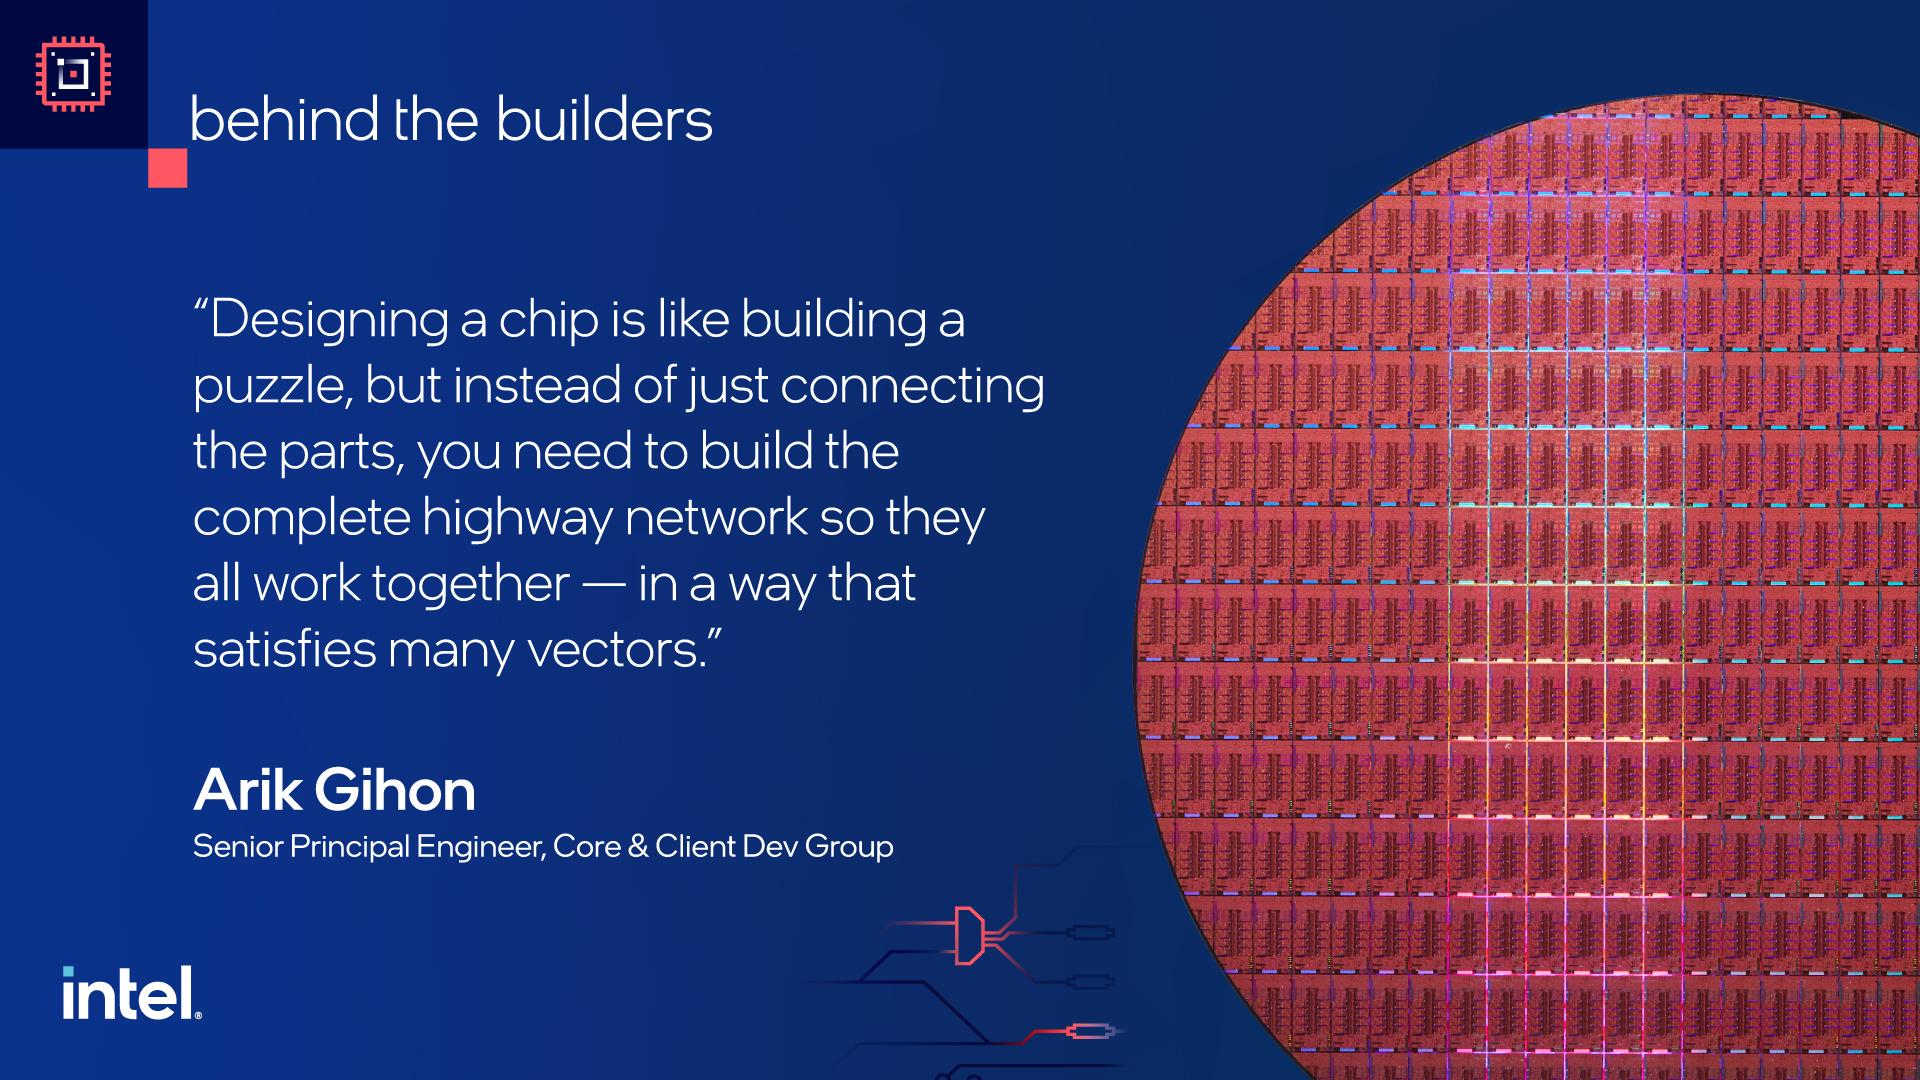 behind the builders
“Designing a chip is like building a
puzzle, but instead of just connecting
the parts, you need to build the
complete highway network so they
all work together — in a way that
satisfies many vectors.”
Arik Gihon
Senior Principal Engineer, Core & Client Dev Group
intel®